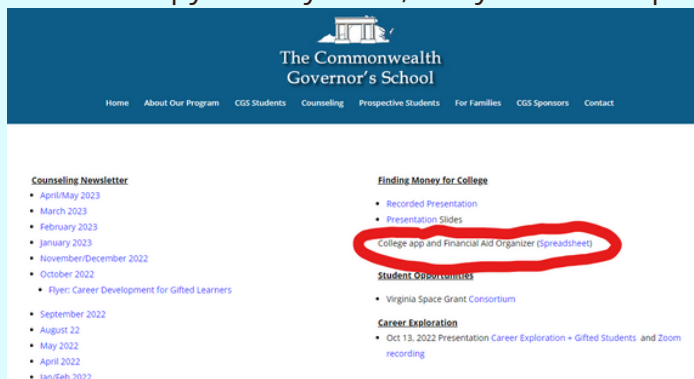 The Commonwealth
Governor's School
Home About Our Program CGS Students Counseling Prospective Students For Families CGS Sponsors Contact
Counseling Newsletter
April/May 2023
March 2023
February 2023
January 2023
November/December 2022
October 2022
Flyer: Career Development for Gifted Learners
September 2022
August 22
May 2022
April 2022
Jan/Feb 2022
Finding Money for College
Recorded Presentation
Presentation Slides
College app and Financial Aid Organizer (Spreadsheet)
Student Opportunities
Virginia Space Grant Consortium
Career Exploration
Oct 13, 2022 Presentation Career Exploration + Gifted Students and Zoom
recording